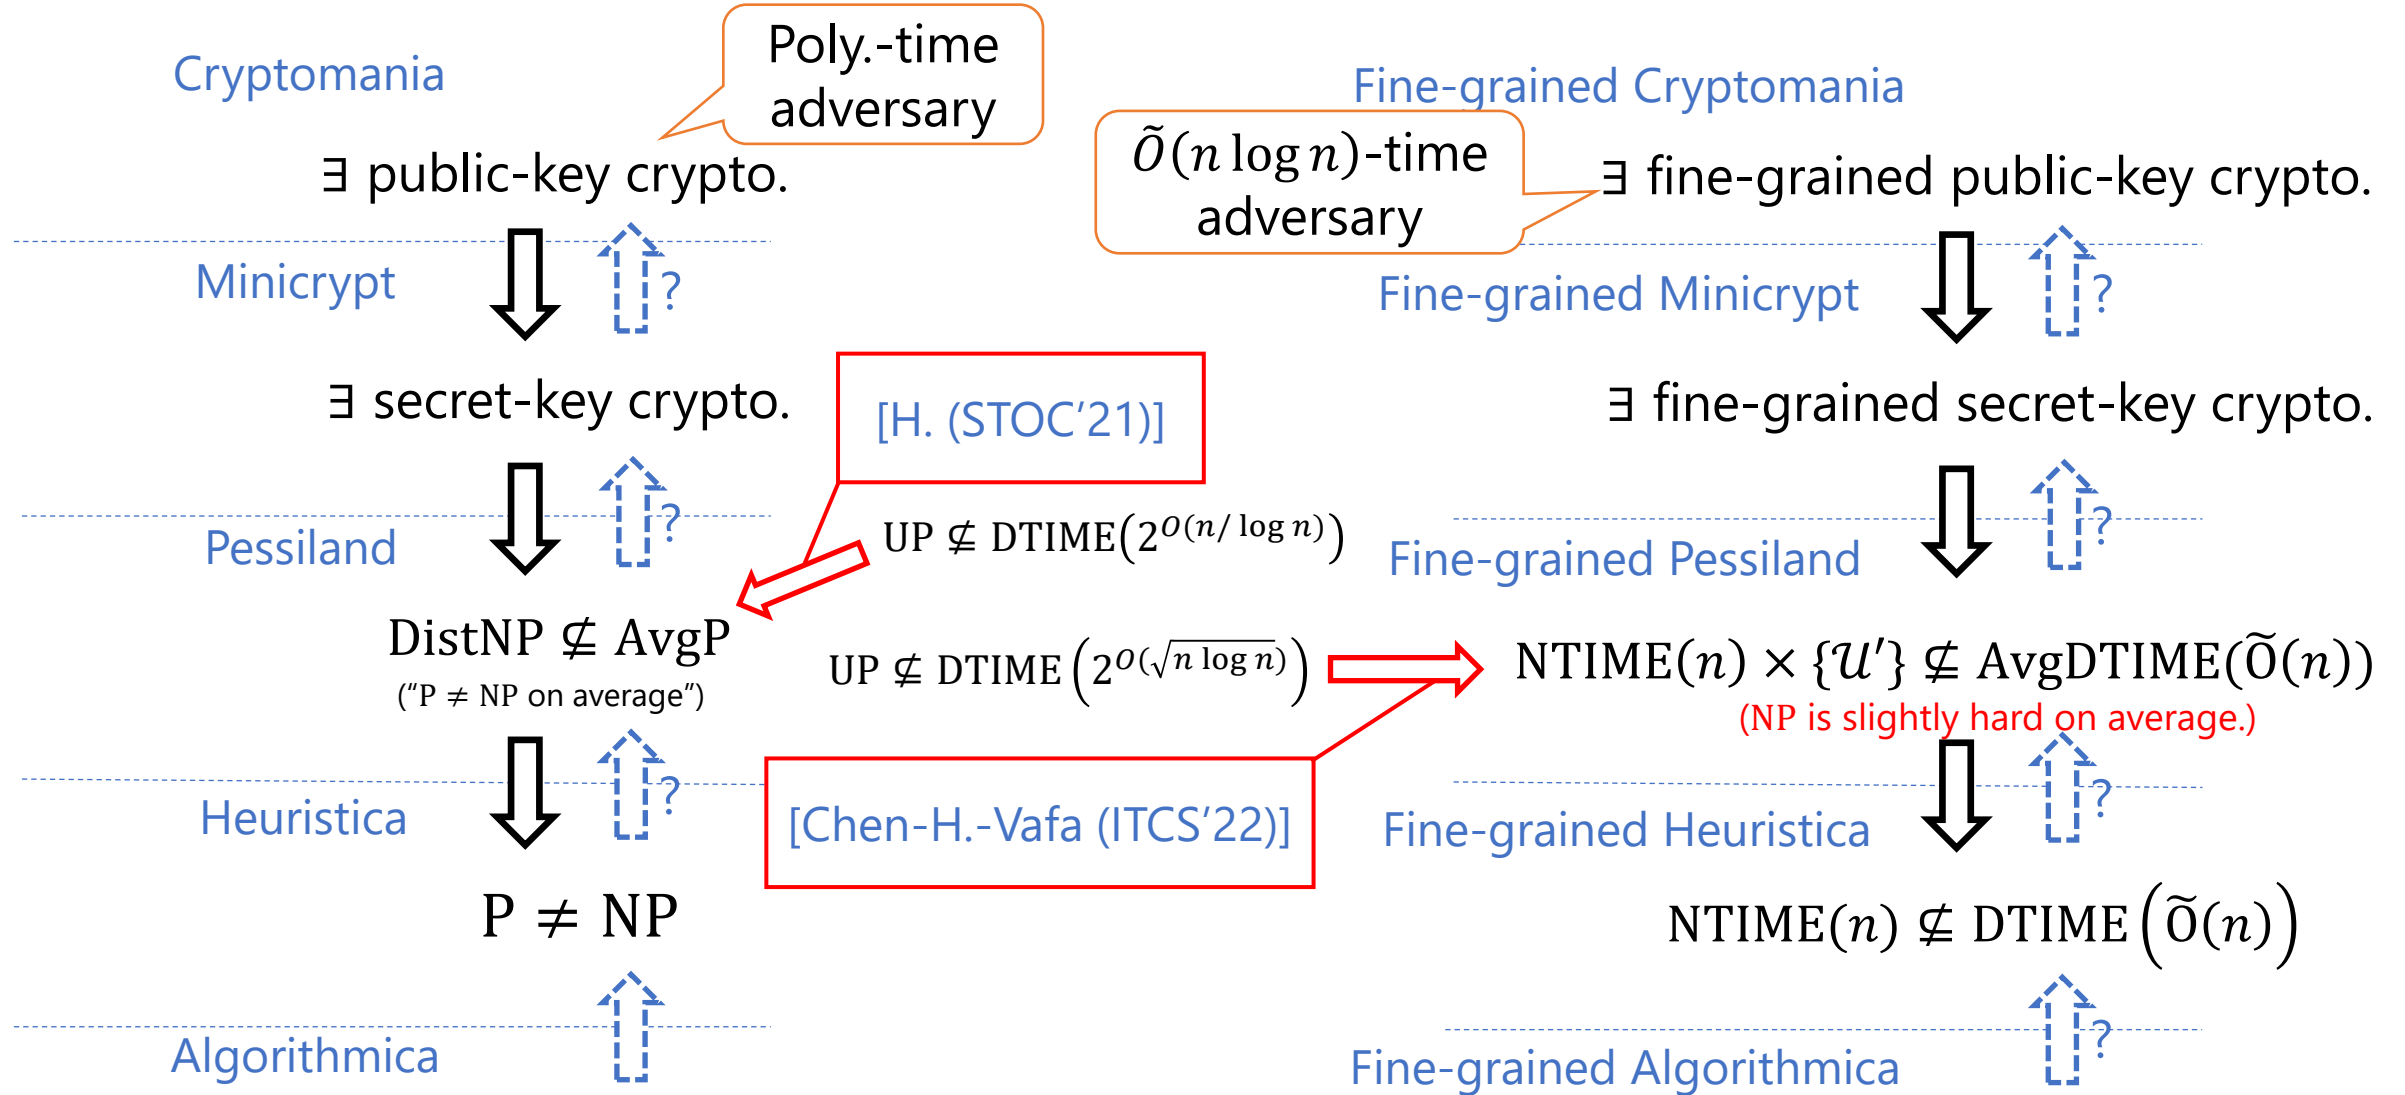 Cryptomania
Poly.-time
adversary
∃ public-key crypto.
Minicrypt
?
∃ secret-key crypto.
[H. (STOC'21)]
Pessiland
?
UP ⊈ DTIME(2^{O(n/ log n)})
DistNP ⊈ AvgP
("P ≠ NP on average")
UP ⊈ DTIME(2^{O(√(n log n))})
Heuristica
?
[Chen-H.-Vafa (ITCS'22)]
P ≠ NP
Algorithmica
Fine-grained Cryptomania
Õ(n log n)-time
adversary
∃ fine-grained public-key crypto.
Fine-grained Minicrypt
?
∃ fine-grained secret-key crypto.
Fine-grained Pessiland
?
NTIME(n) × {𝒰′} ⊈ AvgDTIME(Õ(n))
(NP is slightly hard on average.)
Fine-grained Heuristica
?
NTIME(n) ⊈ DTIME(Õ(n))
Fine-grained Algorithmica
?